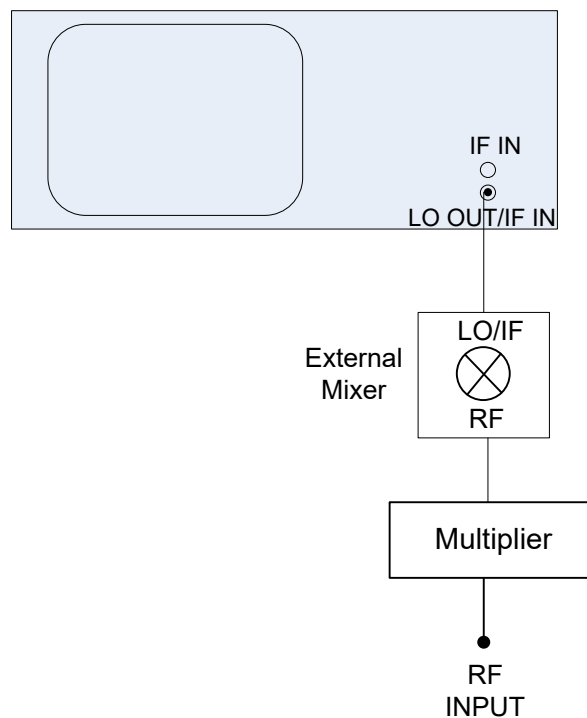 IF IN
LO OUT/IF IN
External
Mixer
LO/IF
RF
Multiplier
RF
INPUT